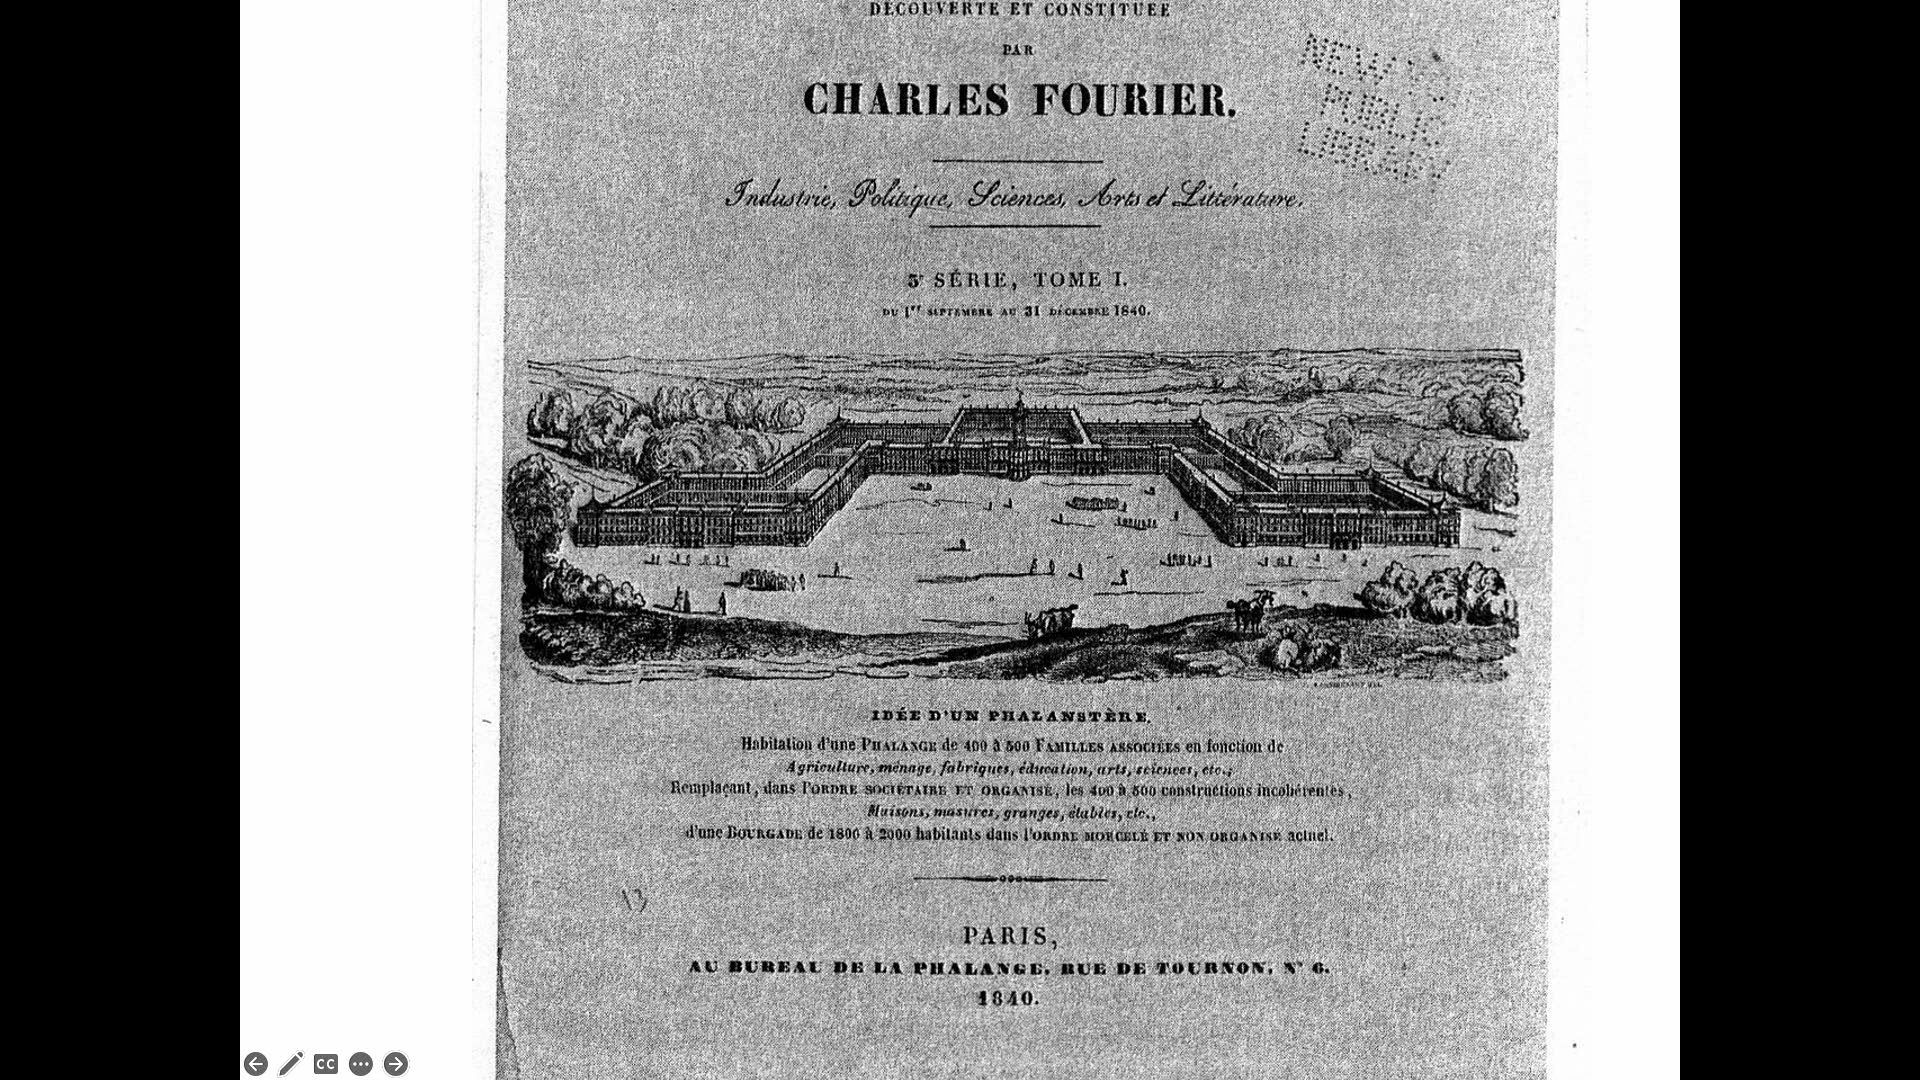 DÉCOUVERTE ET CONSTITUÉE
PAR
CHARLES FOURIER.
NEW
PUBLIC
LIBRARY
Industrie, Politique, Sciences, Arts et Littérature.
3e SÉRIE, TOME I.
DU 1er SEPTEMBRE AU 31 DÉCEMBRE 1840.
IDÉE D'UN PHALANSTÈRE.
Habitation d'une PHALANGE de 400 à 500 FAMILLES ASSOCIÉES en fonction de
Agriculture, ménage, fabriques, éducation, arts, sciences, etc.;
Remplaçant, dans l'ORDRE SOCIÉTAIRE ET ORGANISÉ, les 400 à 500 constructions incohérentes,
Maisons, masures, granges, étables, etc.,
d'une BOURGADE de 1800 à 2000 habitants dans l'ORDRE MORCELÉ ET NON ORGANISÉ actuel.
13
PARIS,
AU BUREAU DE LA PHALANGE, RUE DE TOURNON, N° 6.
1840.
CC